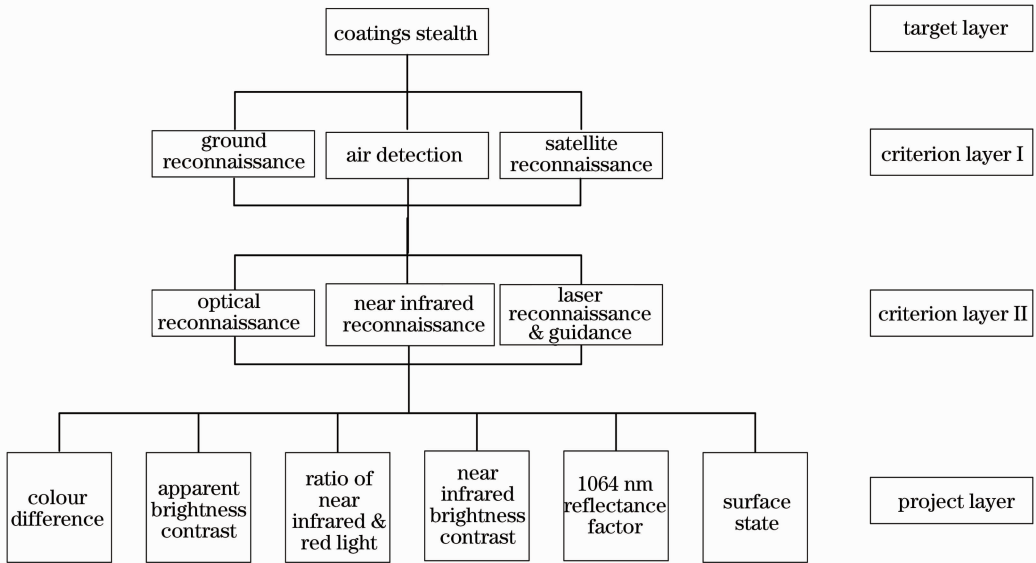 coatings stealth
target layer
ground
reconnaissance
air detection
satellite
reconnaissance
criterion layer I
optical
reconnaissance
near infrared
reconnaissance
laser
reconnaissance
& guidance
criterion layer II
colour
difference
apparent
brightness
contrast
ratio of
near
infrared &
red light
near
infrared
brightness
contrast
1064 nm
reflectance
factor
surface
state
project layer